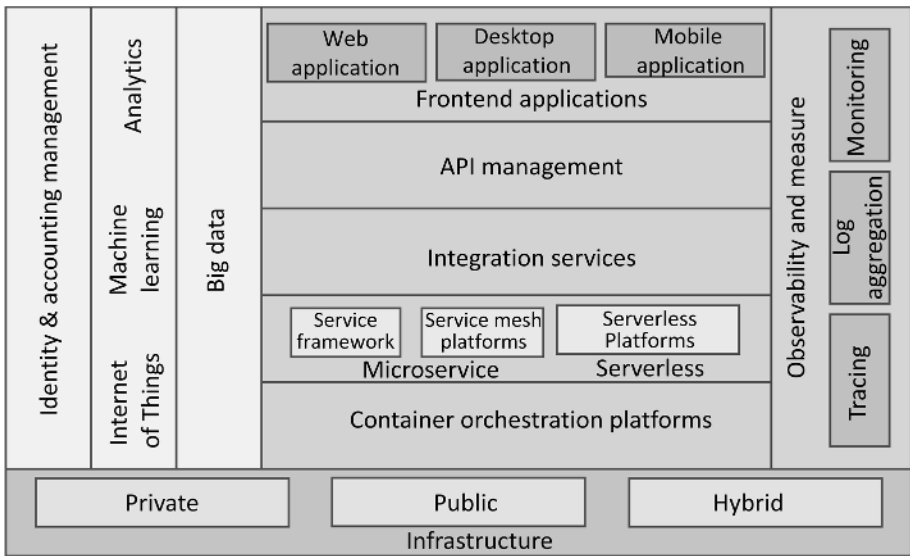 Identity & accounting management
Analytics
Machine
learning
Internet
of Things
Big data
Web
application
Desktop
application
Mobile
application
Frontend applications
API management
Integration services
Service
framework
Service mesh
platforms
Serverless
Platforms
Microservice
Serverless
Container orchestration platforms
Observability and measure
Monitoring
Log
aggregation
Tracing
Private
Public
Hybrid
Infrastructure